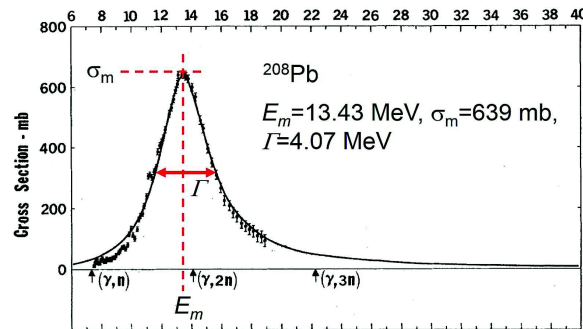 6 8 10 12 14 16 18 20 22 24 26 28 30 32 34 36 38 40
800
600
400
200
0
Cross Section - mb
σm
²⁰⁸Pb
Em=13.43 MeV, σm=639 mb,
Γ=4.07 MeV
Γ
(γ,n)
(γ,2n)
(γ,3n)
Em